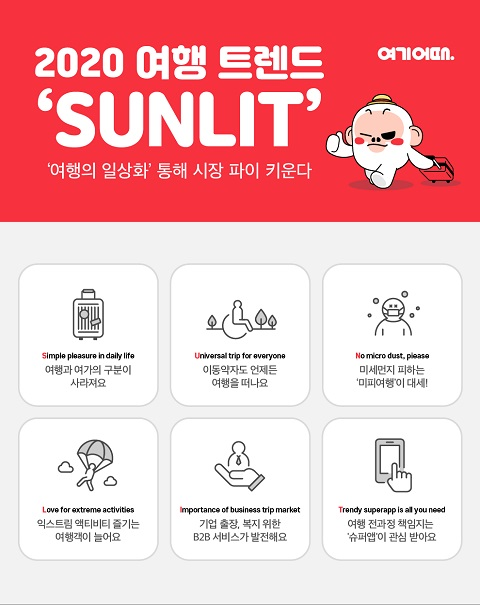 2020 여행 트렌드
여기어때.
‘SUNLIT’
‘여행의 일상화’ 통해 시장 파이 키운다
Simple pleasure in daily life
여행과 여가의 구분이
사라져요
Universal trip for everyone
이동약자도 언제든
여행을 떠나요
No micro dust, please
미세먼지 피하는
‘미피여행’이 대세!
Love for extreme activities
익스트림 액티비티 즐기는
여행객이 늘어요
Importance of business trip market
기업 출장, 복지 위한
B2B 서비스가 발전해요
Trendy superapp is all you need
여행 전과정 책임지는
‘슈퍼앱’이 관심 받아요